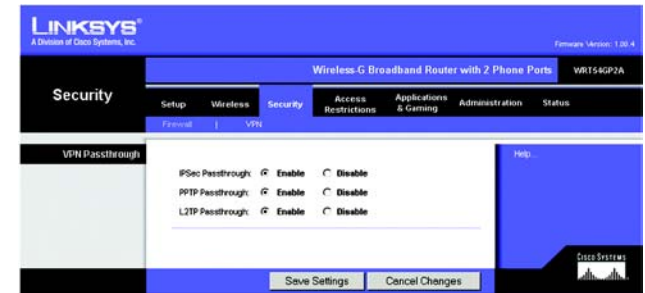 LINKSYS®
A Division of Cisco Systems, Inc.
Firmware Version: 1.00.4
Wireless-G Broadband Router with 2 Phone Ports WRT54GP2A
Security
Setup Wireless Security Access Restrictions Applications & Gaming Administration Status
Firewall | VPN
VPN Passthrough
Help...
IPSec Passthrough: Enable Disable
PPTP Passthrough: Enable Disable
L2TP Passthrough: Enable Disable
CISCO SYSTEMS
Save Settings Cancel Changes